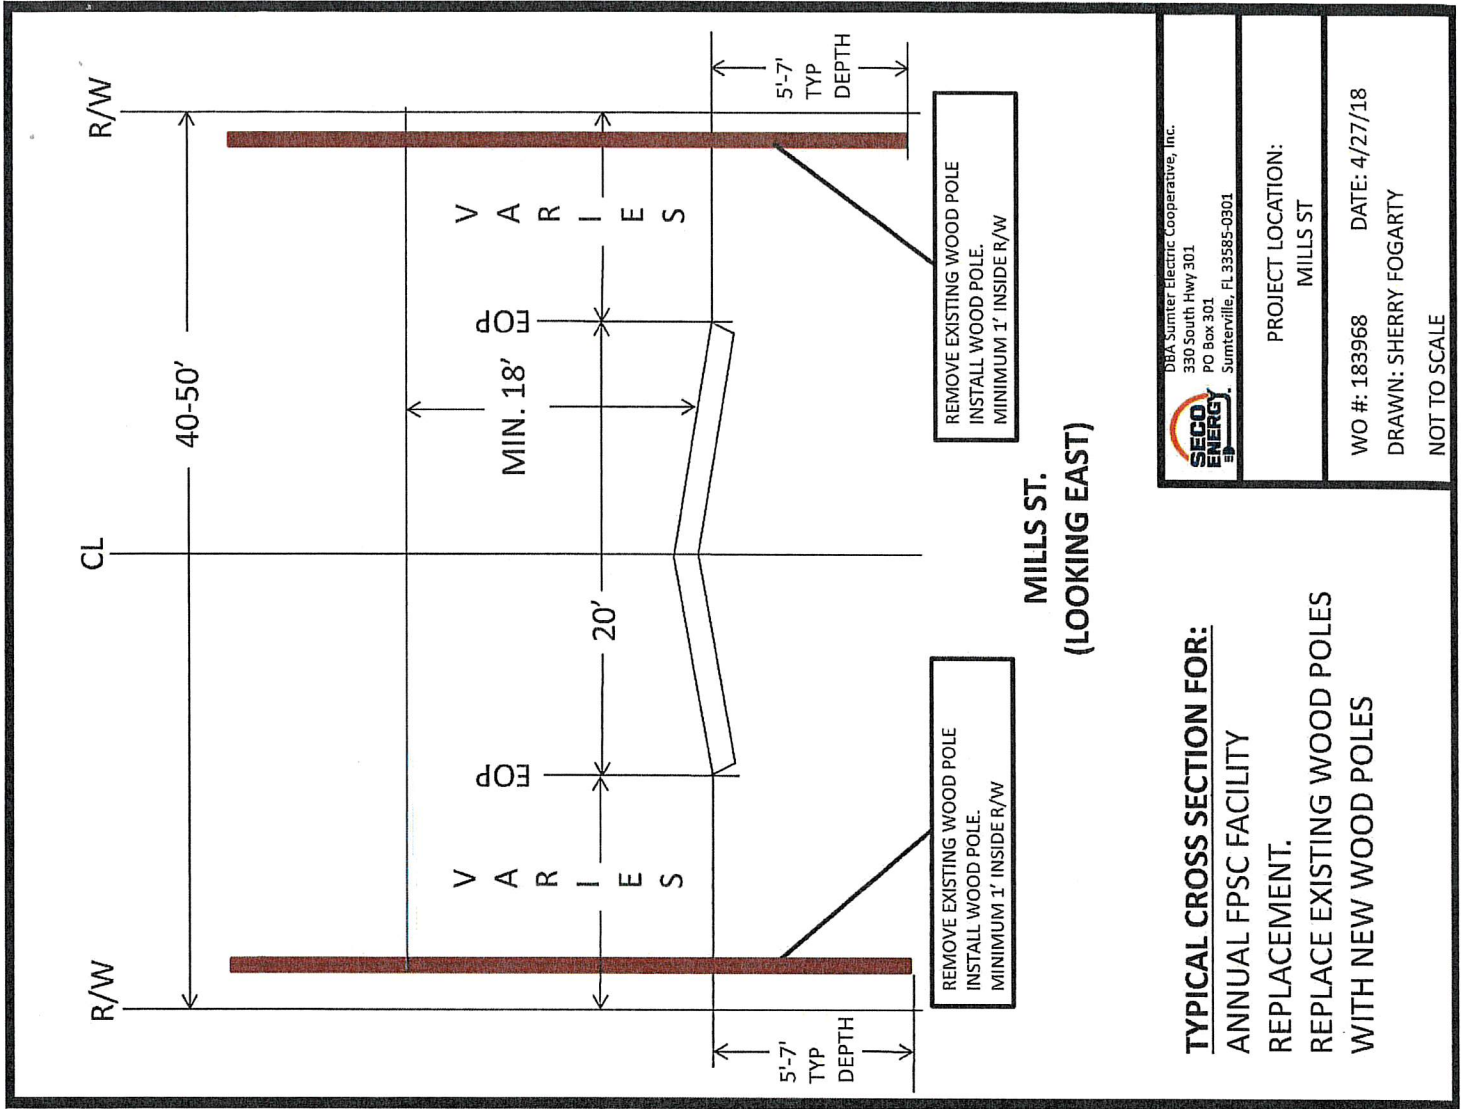 CL
R/W
R/W
40-50'
VARIES
EOP
MIN. 18'
EOP
VARIES
20'
5'-7'
TYP
DEPTH
5'-7'
TYP
DEPTH
REMOVE EXISTING WOOD POLE
INSTALL WOOD POLE.
MINIMUM 1' INSIDE R/W
REMOVE EXISTING WOOD POLE
INSTALL WOOD POLE.
MINIMUM 1' INSIDE R/W
MILLS ST.
(LOOKING EAST)
TYPICAL CROSS SECTION FOR:
ANNUAL FPSC FACILITY
REPLACEMENT.
REPLACE EXISTING WOOD POLES
WITH NEW WOOD POLES
SECO
ENERGY
DBA Sumter Electric Cooperative, Inc.
330 South Hwy 301
PO Box 301
Sumterville, FL 33585-0301
PROJECT LOCATION:
MILLS ST
WO #: 183968 DATE: 4/27/18
DRAWN: SHERRY FOGARTY
NOT TO SCALE